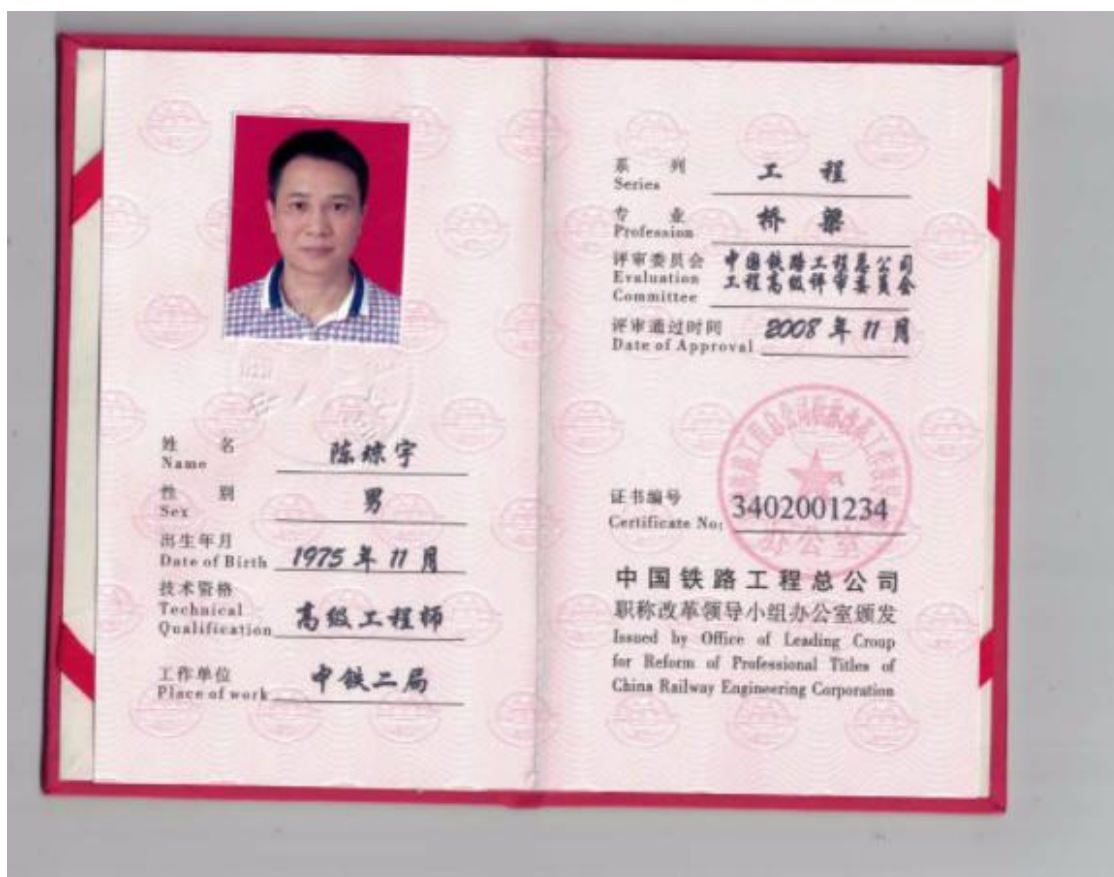 姓 名 陈琼宇
Name
性 别 男
Sex
出生年月
Date of Birth 1975 年 11 月
技术资格
Technical
Qualification 高级工程师
工作单位 中铁二局
Place of work
系 列 工 程
Series
专 业 桥 梁
Profession
评审委员会 中国铁路工程总公司
Evaluation 工程高级评审委员会
Committee
评审通过时间 2008 年 11 月
Date of Approval
证书编号
Certificate No: 3402001234
办公室
中国铁路工程总公司
职称改革领导小组办公室颁发
Issued by Office of Leading Croup
for Reform of Professional Titles of
China Railway Engineering Corporation